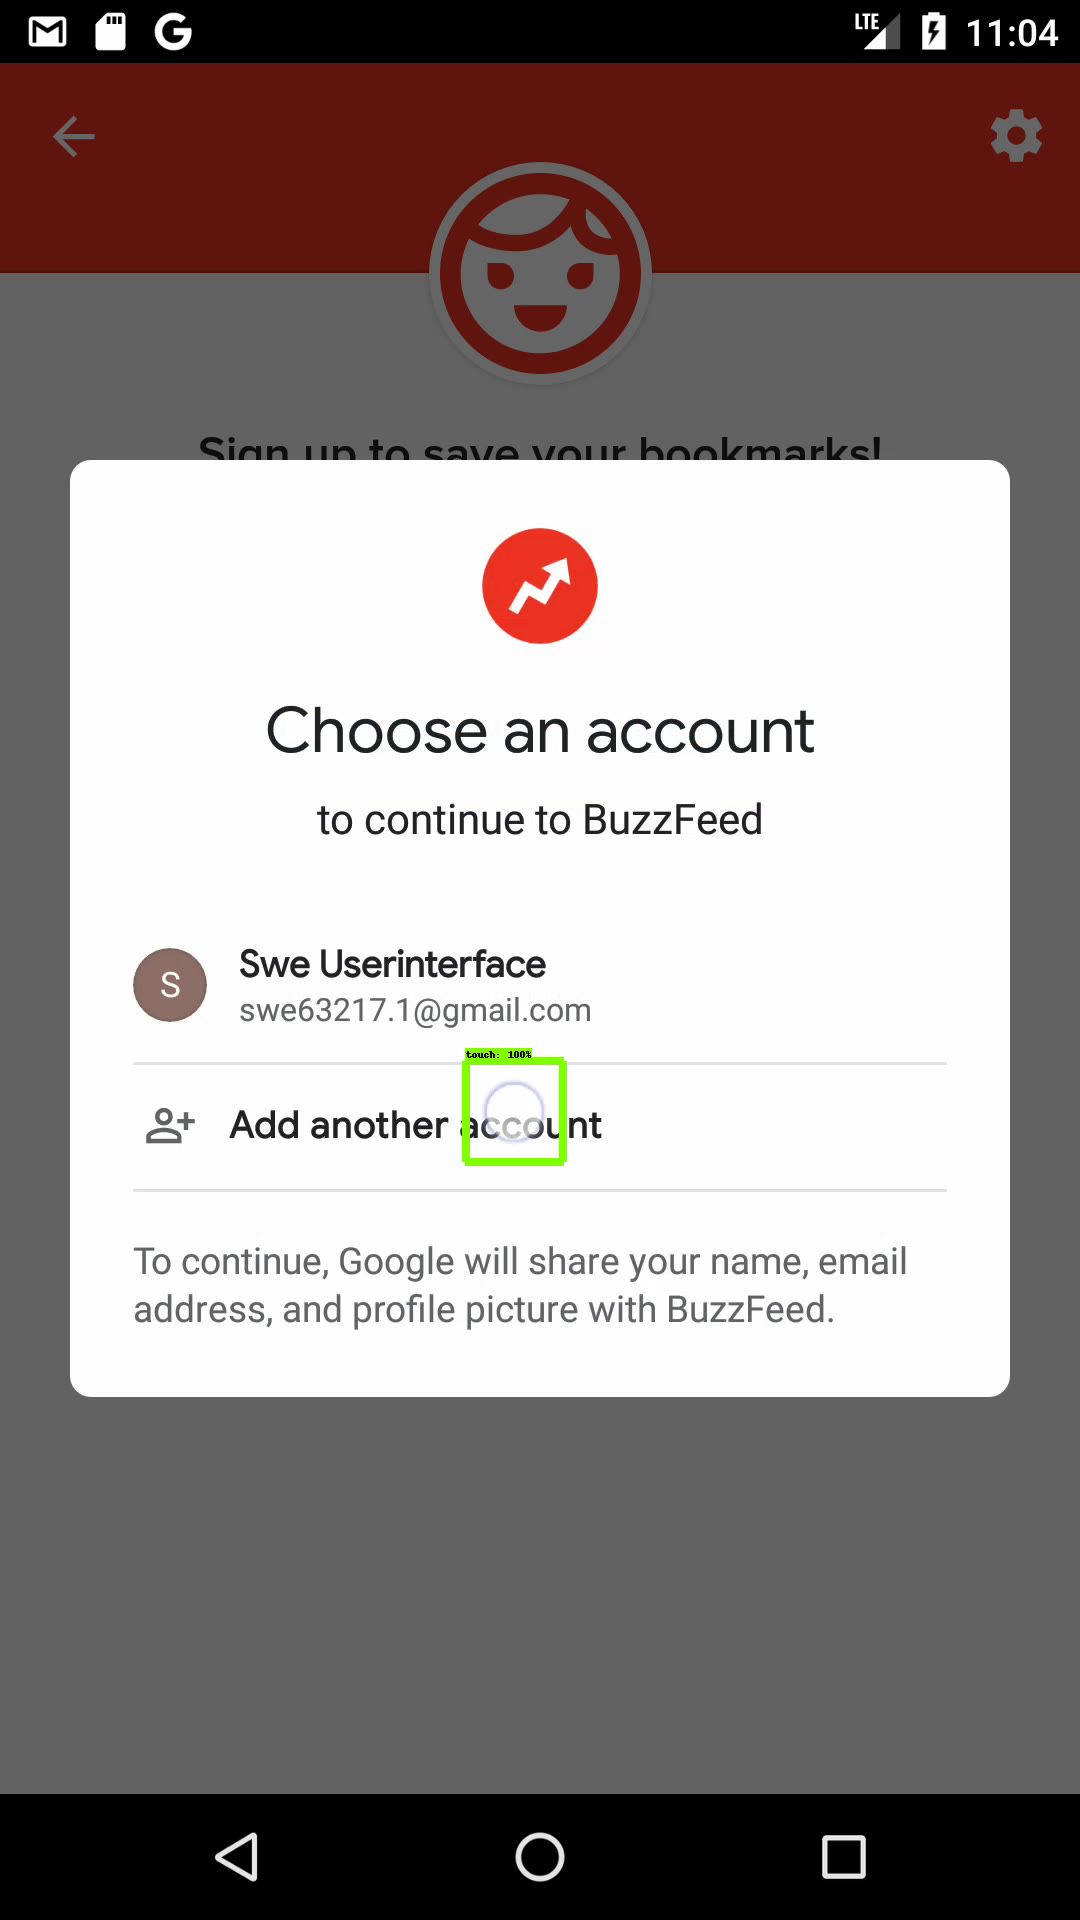 LTE 11:04
Sign up to save your bookmarks!
Choose an account
to continue to BuzzFeed
S
Swe Userinterface
swe63217.1@gmail.com
touch: 100%
Add another account
To continue, Google will share your name, email
address, and profile picture with BuzzFeed.